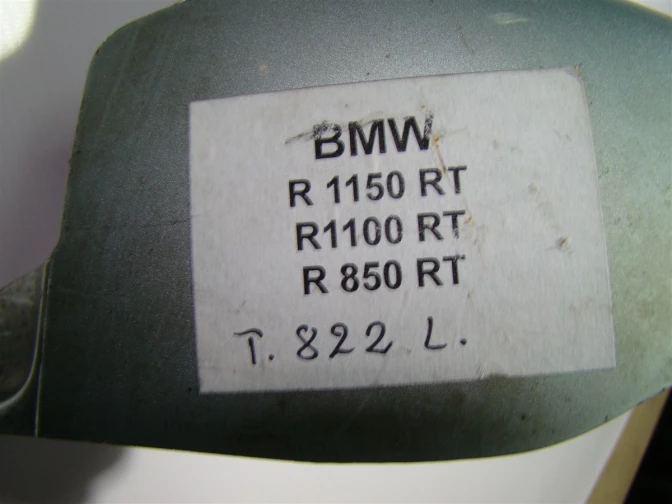 BMW
R 1150 RT
R1100 RT
R 850 RT
T. 822 L.